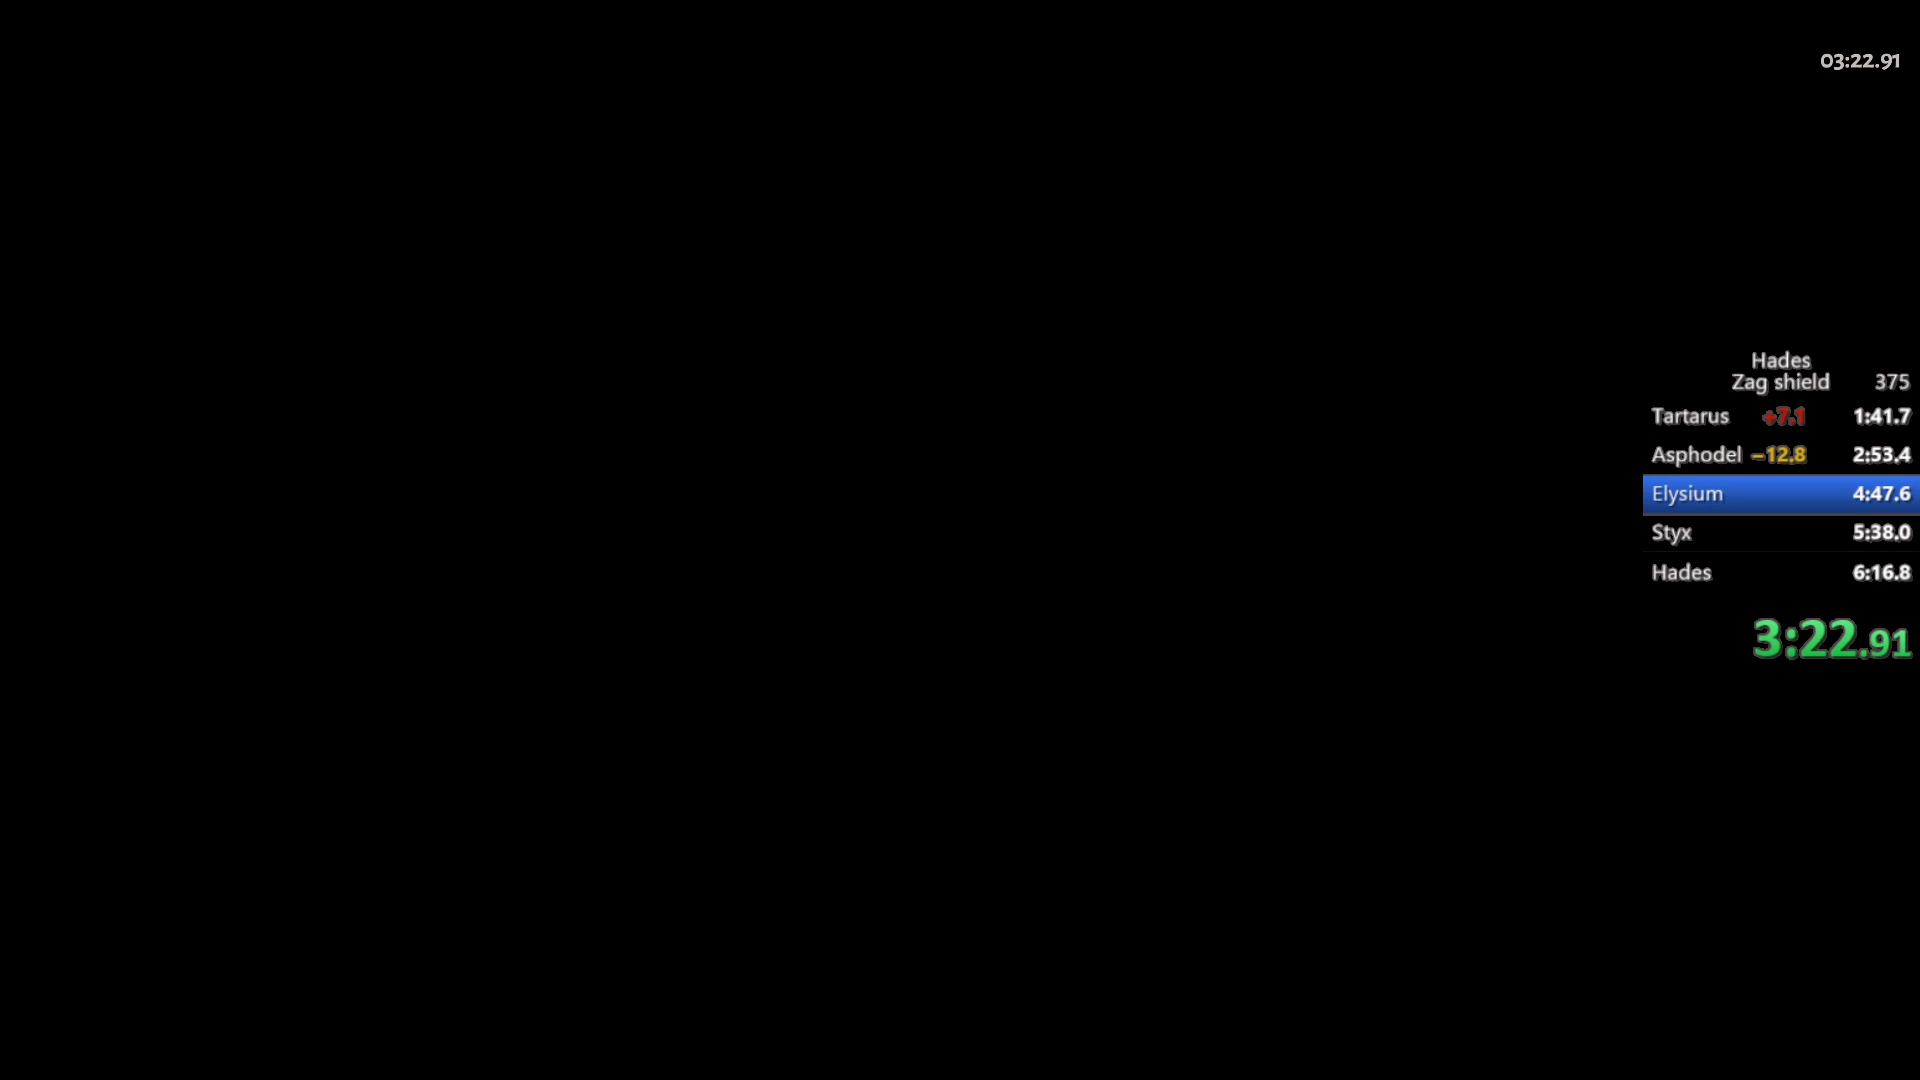 03:22.91
Hades
Zag shield 375
Tartarus +7.1 1:41.7
Asphodel −12.8 2:53.4
Elysium 4:47.6
Styx 5:38.0
Hades 6:16.8
3:22.91